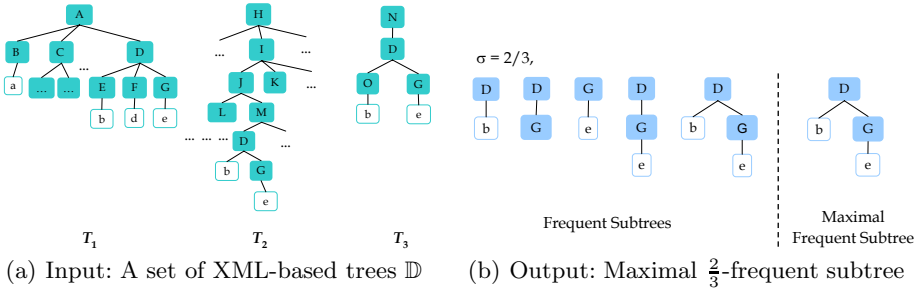 A
B
C
D
...
a
...
...
E
F
G
b
d
e
T1
H
...
I
...
J
K
...
L
M
... ...
D
...
b
G
e
T2
N
D
O
G
b
e
T3
(a) Input: A set of XML-based trees 𝔻
σ = 2/3,
D
D
G
D
D
b
G
e
G
b
G
e
e
Frequent Subtrees
D
b
G
e
Maximal
Frequent Subtree
(b) Output: Maximal 2/3-frequent subtree